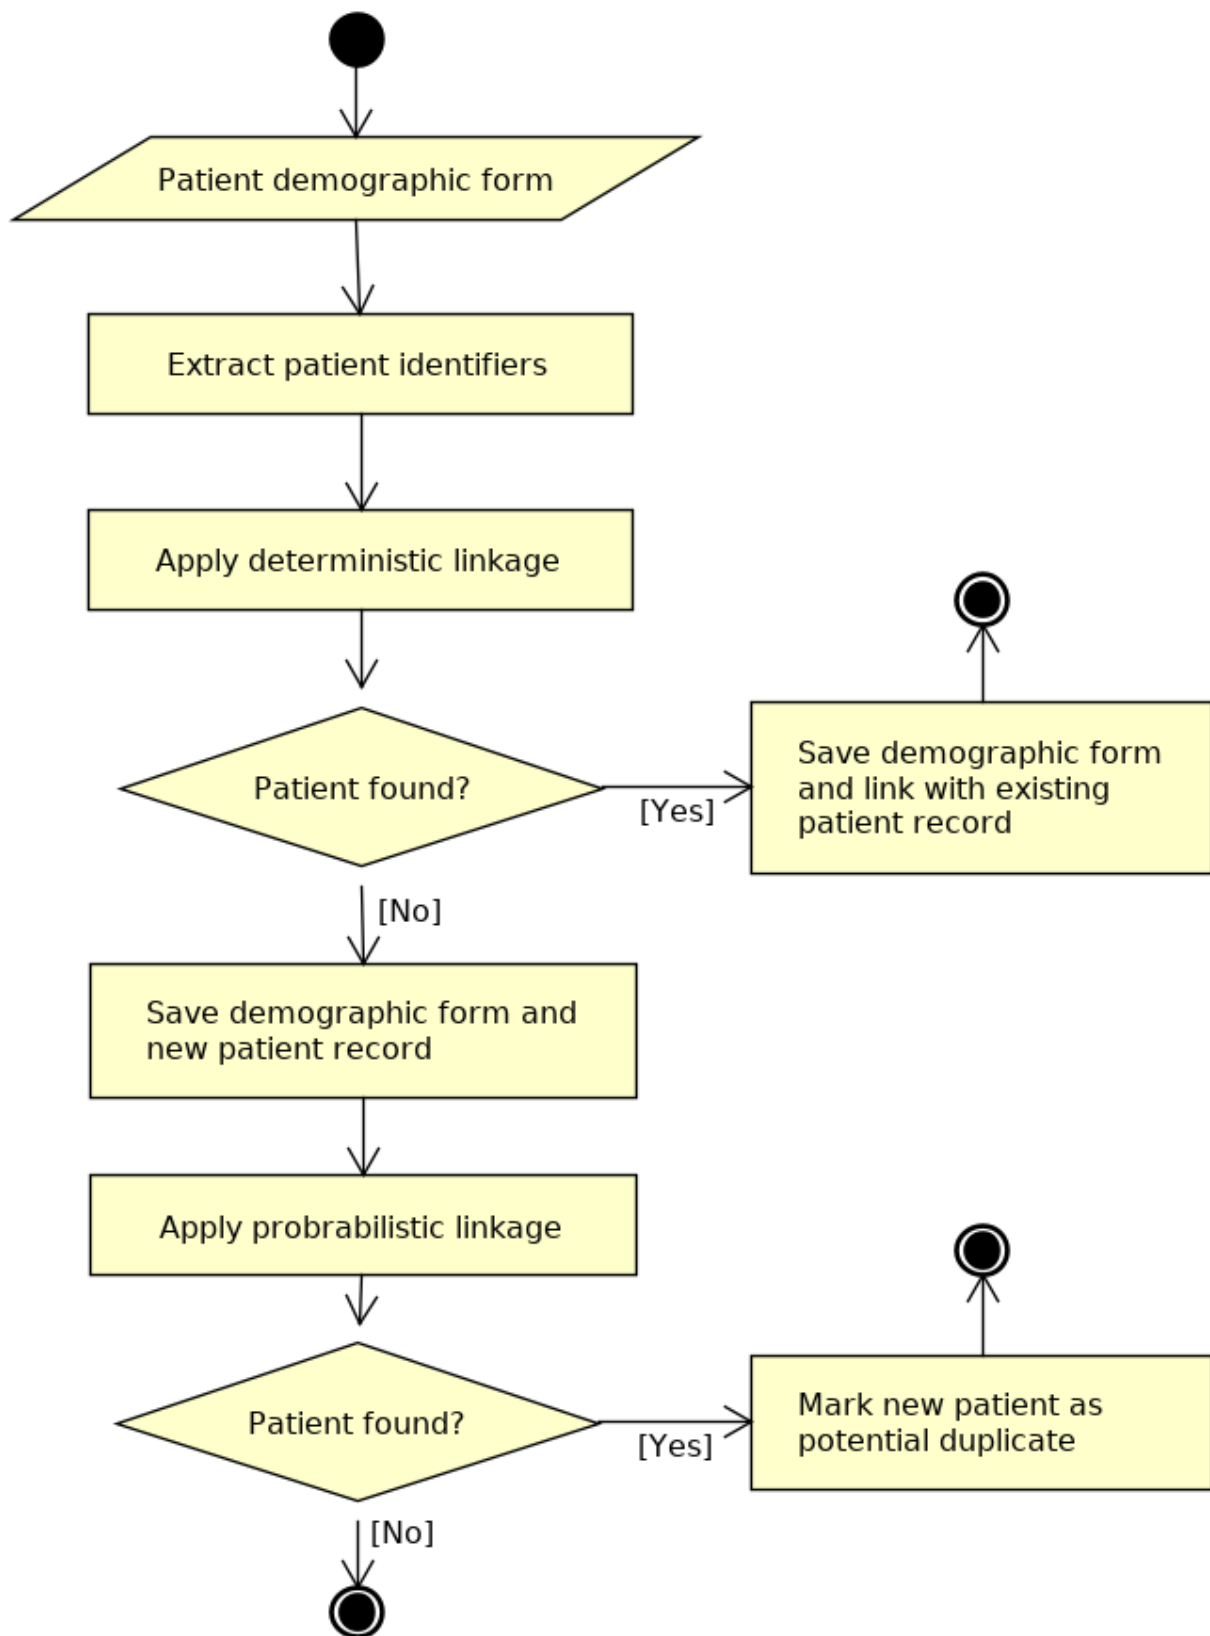 Patient demographic form
Extract patient identifiers
Apply deterministic linkage
Patient found?
[Yes]
Save demographic form
and link with existing
patient record
[No]
Save demographic form and
new patient record
Apply probrabilistic linkage
Patient found?
[Yes]
Mark new patient as
potential duplicate
[No]